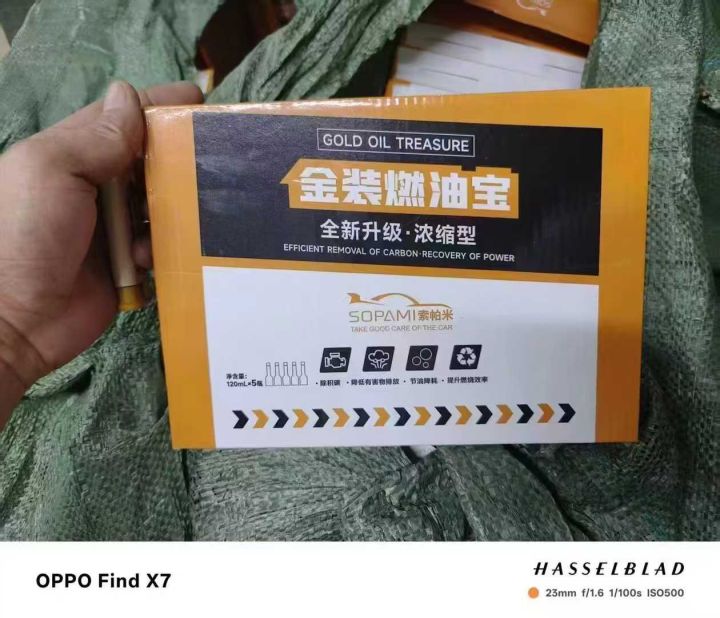 GOLD OIL TREASURE
金装燃油宝
全新升级·浓缩型
EFFICIENT REMOVAL OF CARBON·RECOVERY OF POWER
SOPAMI索帕米
TAKE GOOD CARE OF THE CAR
净含量:
120mL×5瓶
·除积碳 ·降低有害物排放 ·节油降耗 ·提升燃烧效率
OPPO Find X7
HASSELBLAD
23mm f/1.6 1/100s ISO500